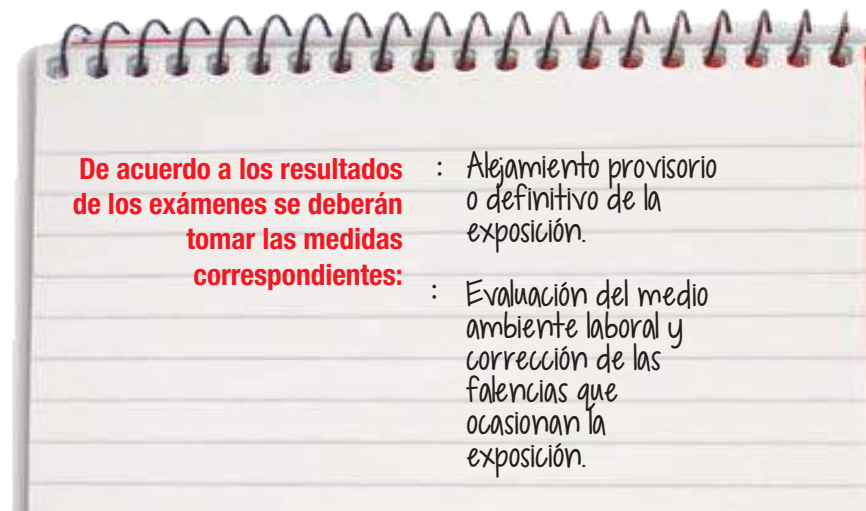 De acuerdo a los resultados
de los exámenes se deberán
tomar las medidas
correspondientes:
: Alejamiento provisorio
o definitivo de la
exposición.
: Evaluación del medio
ambiente laboral y
corrección de las
falencias que
ocasionan la
exposición.